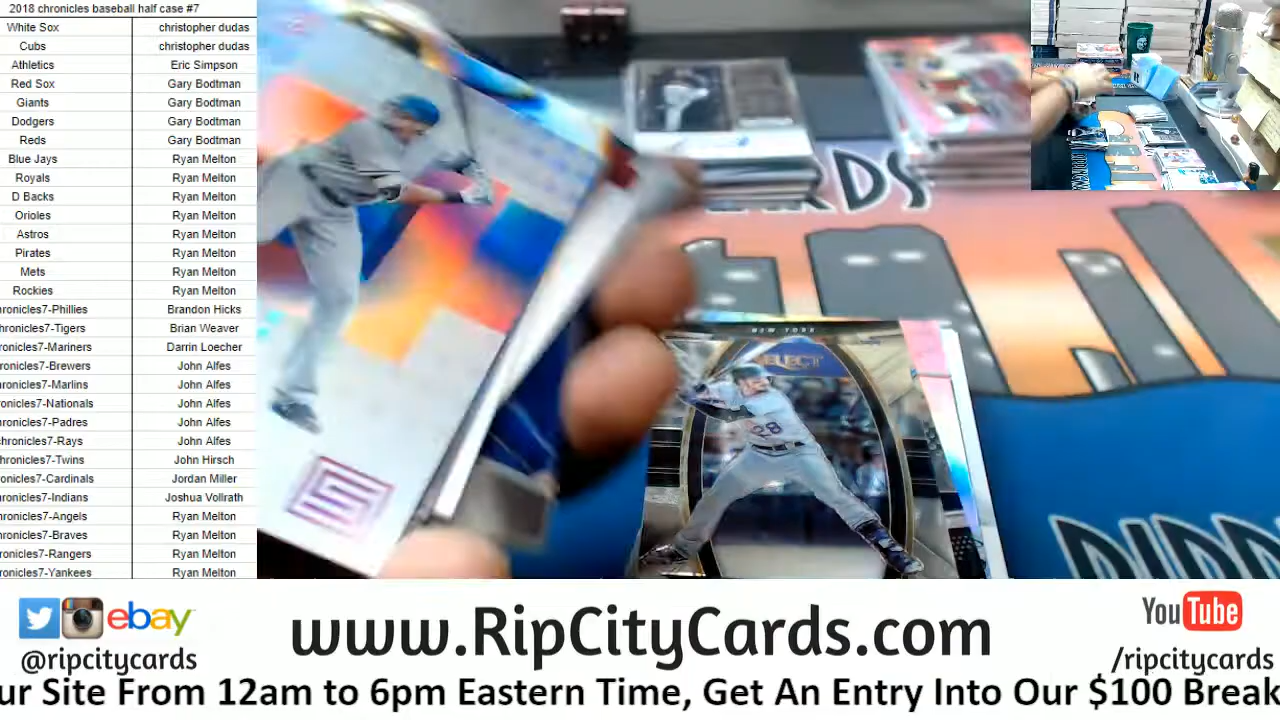 2018 chronicles baseball half case #7
White Sox christopher dudas
Cubs christopher dudas
Athletics Eric Simpson
Red Sox Gary Bodtman
Giants Gary Bodtman
Dodgers Gary Bodtman
Reds Gary Bodtman
Blue Jays Ryan Melton
Royals Ryan Melton
D Backs Ryan Melton
Orioles Ryan Melton
Astros Ryan Melton
Pirates Ryan Melton
Mets Ryan Melton
Rockies Ryan Melton
hronicles7-Phillies Brandon Hicks
hronicles7-Tigers Brian Weaver
hronicles7-Mariners Darrin Loecher
hronicles7-Brewers John Alfes
hronicles7-Marlins John Alfes
ronicles7-Nationals John Alfes
ronicles7-Padres John Alfes
chronicles7-Rays John Alfes
hronicles7-Twins John Hirsch
ronicles7-Cardinals Jordan Miller
hronicles7-Indians Joshua Vollrath
hronicles7-Angels Ryan Melton
hronicles7-Braves Ryan Melton
hronicles7-Rangers Ryan Melton
ronicles7-Yankees Ryan Melton
ARDS
NEW YORK
SELECT
28
RIPP
ebay
@ripcitycards
www.RipCityCards.com
YouTube
/ripcitycards
ur Site From 12am to 6pm Eastern Time, Get An Entry Into Our $100 Break